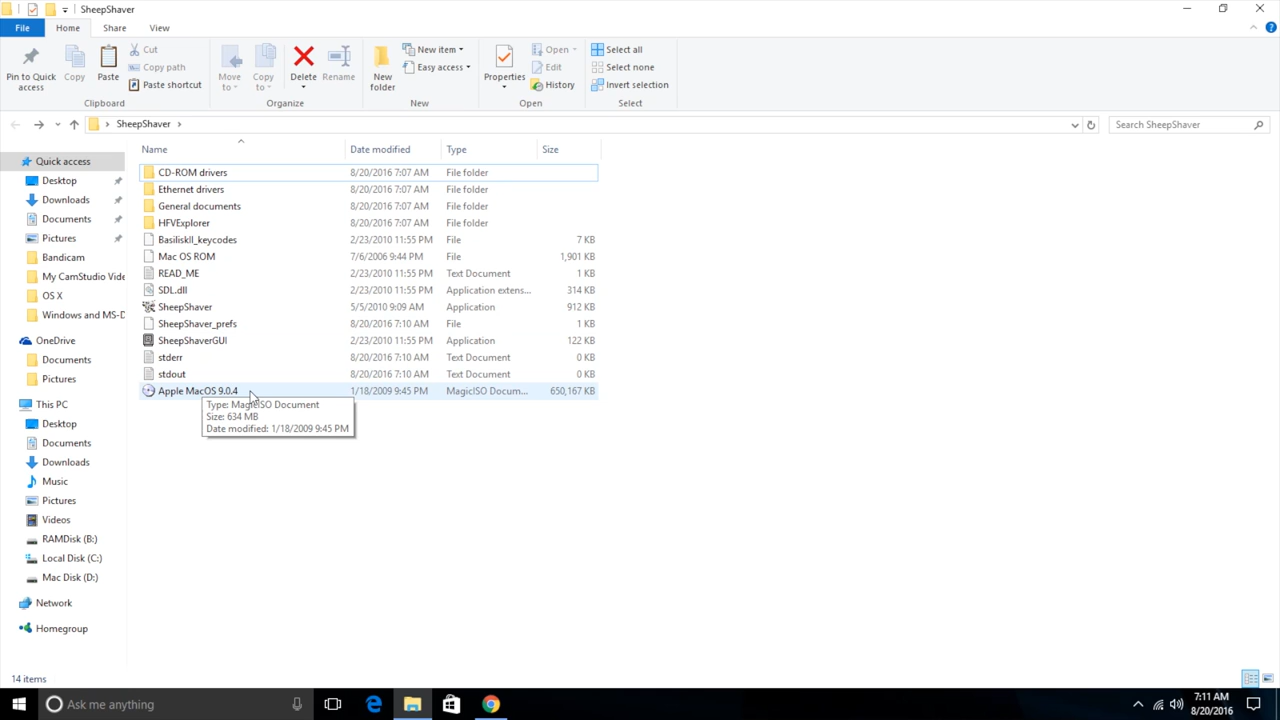 SheepShaver
File Home Share View
Pin to Quick access
Copy
Paste
Cut
Copy path
Paste shortcut
Clipboard
Move to
Copy to
Delete
Rename
Organize
New folder
New item
Easy access
New
Properties
Open
Edit
History
Open
Select all
Select none
Invert selection
Select
SheepShaver
Search SheepShaver
Quick access
Desktop
Downloads
Documents
Pictures
Bandicam
My CamStudio Vide
OS X
Windows and MS-D
OneDrive
Documents
Pictures
This PC
Desktop
Documents
Downloads
Music
Pictures
Videos
RAMDisk (B:)
Local Disk (C:)
Mac Disk (D:)
Network
Homegroup
Name Date modified Type Size
CD-ROM drivers 8/20/2016 7:07 AM File folder
Ethernet drivers 8/20/2016 7:07 AM File folder
General documents 8/20/2016 7:07 AM File folder
HFVExplorer 8/20/2016 7:07 AM File folder
BasiliskII_keycodes 2/23/2010 11:55 PM File 7 KB
Mac OS ROM 7/6/2006 9:44 PM File 1,901 KB
READ_ME 2/23/2010 11:55 PM Text Document 1 KB
SDL.dll 2/23/2010 11:55 PM Application extens... 314 KB
SheepShaver 5/5/2010 9:09 AM Application 912 KB
SheepShaver_prefs 8/20/2016 7:10 AM File 1 KB
SheepShaverGUI 2/23/2010 11:55 PM Application 122 KB
stderr 8/20/2016 7:10 AM Text Document 0 KB
stdout 8/20/2016 7:10 AM Text Document 0 KB
Apple MacOS 9.0.4 1/18/2009 9:45 PM MagicISO Docum... 650,167 KB
Type: MagicISO Document
Size: 634 MB
Date modified: 1/18/2009 9:45 PM
14 items
Ask me anything
7:11 AM
8/20/2016